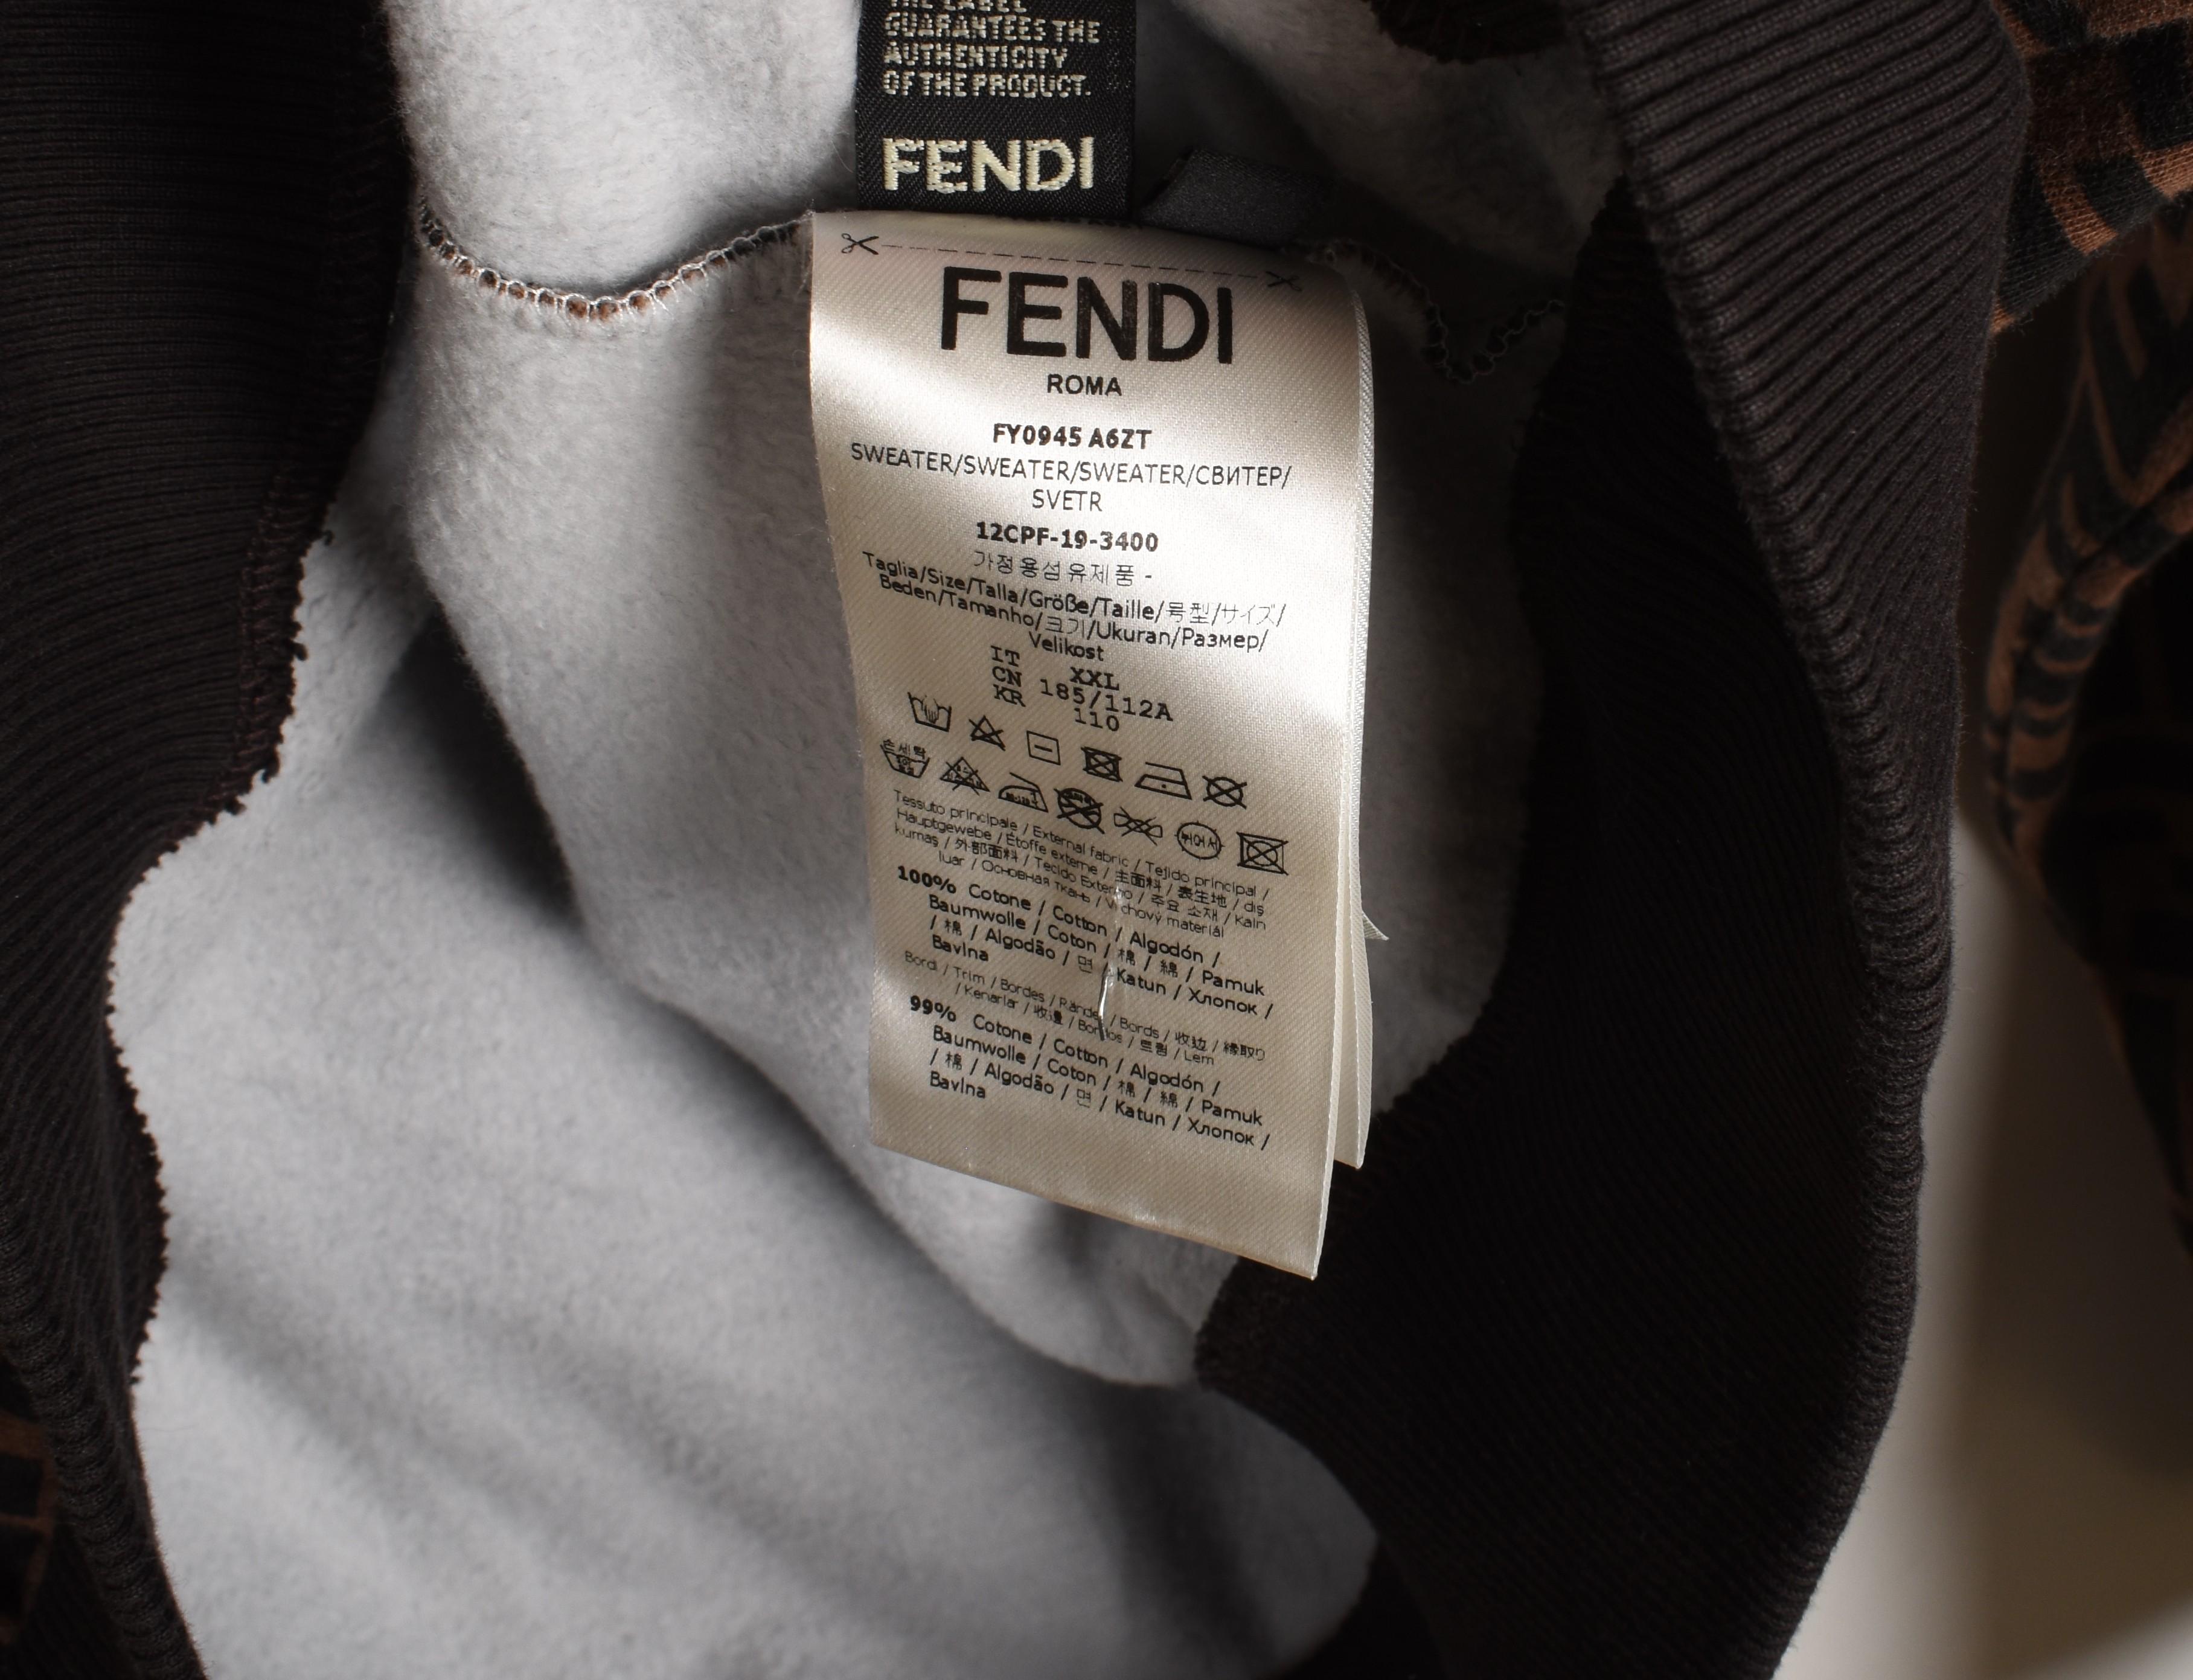 THE LABEL
GUARANTEES THE
AUTHENTICITY
OF THE PRODUCT.
FENDI
FENDI
ROMA
FY0945 A6ZT
SWEATER/SWEATER/SWEATER/СВИТЕР/
SVETR
12CPF-19-3400
가정용섬유제품 -
Taglia/Size/Talla/Größe/Taille/号型/サイズ/
Beden/Tamanho/크기/Ukuran/Размер/
Velikost
IT XXL
CN 185/112A
KR 110
손세탁
쥐어서
Tessuto principale / External fabric / Tejido principal /
Hauptgewebe / Étoffe externe / 主面料 / 表生地 / dış
kumaş / 外部面料 / Tecido Externo / 주요 소재 / Kain
luar / Основная ткань / Vrchový materiál
100% Cotone / Cotton / Algodón /
Baumwolle / Coton / 棉 / 綿 / Pamuk
/ 棉 / Algodão / 면 / Katun / Хлопок /
Bavlna
Bordi / Trim / Bordes / Ränder / Bords / 收边 / 縁取り
/ Kenarlar / 收邊 / Bordos / 트림 / Lem
99% Cotone / Cotton / Algodón /
Baumwolle / Coton / 棉 / 綿 / Pamuk
/ 棉 / Algodão / 면 / Katun / Хлопок /
Bavlna